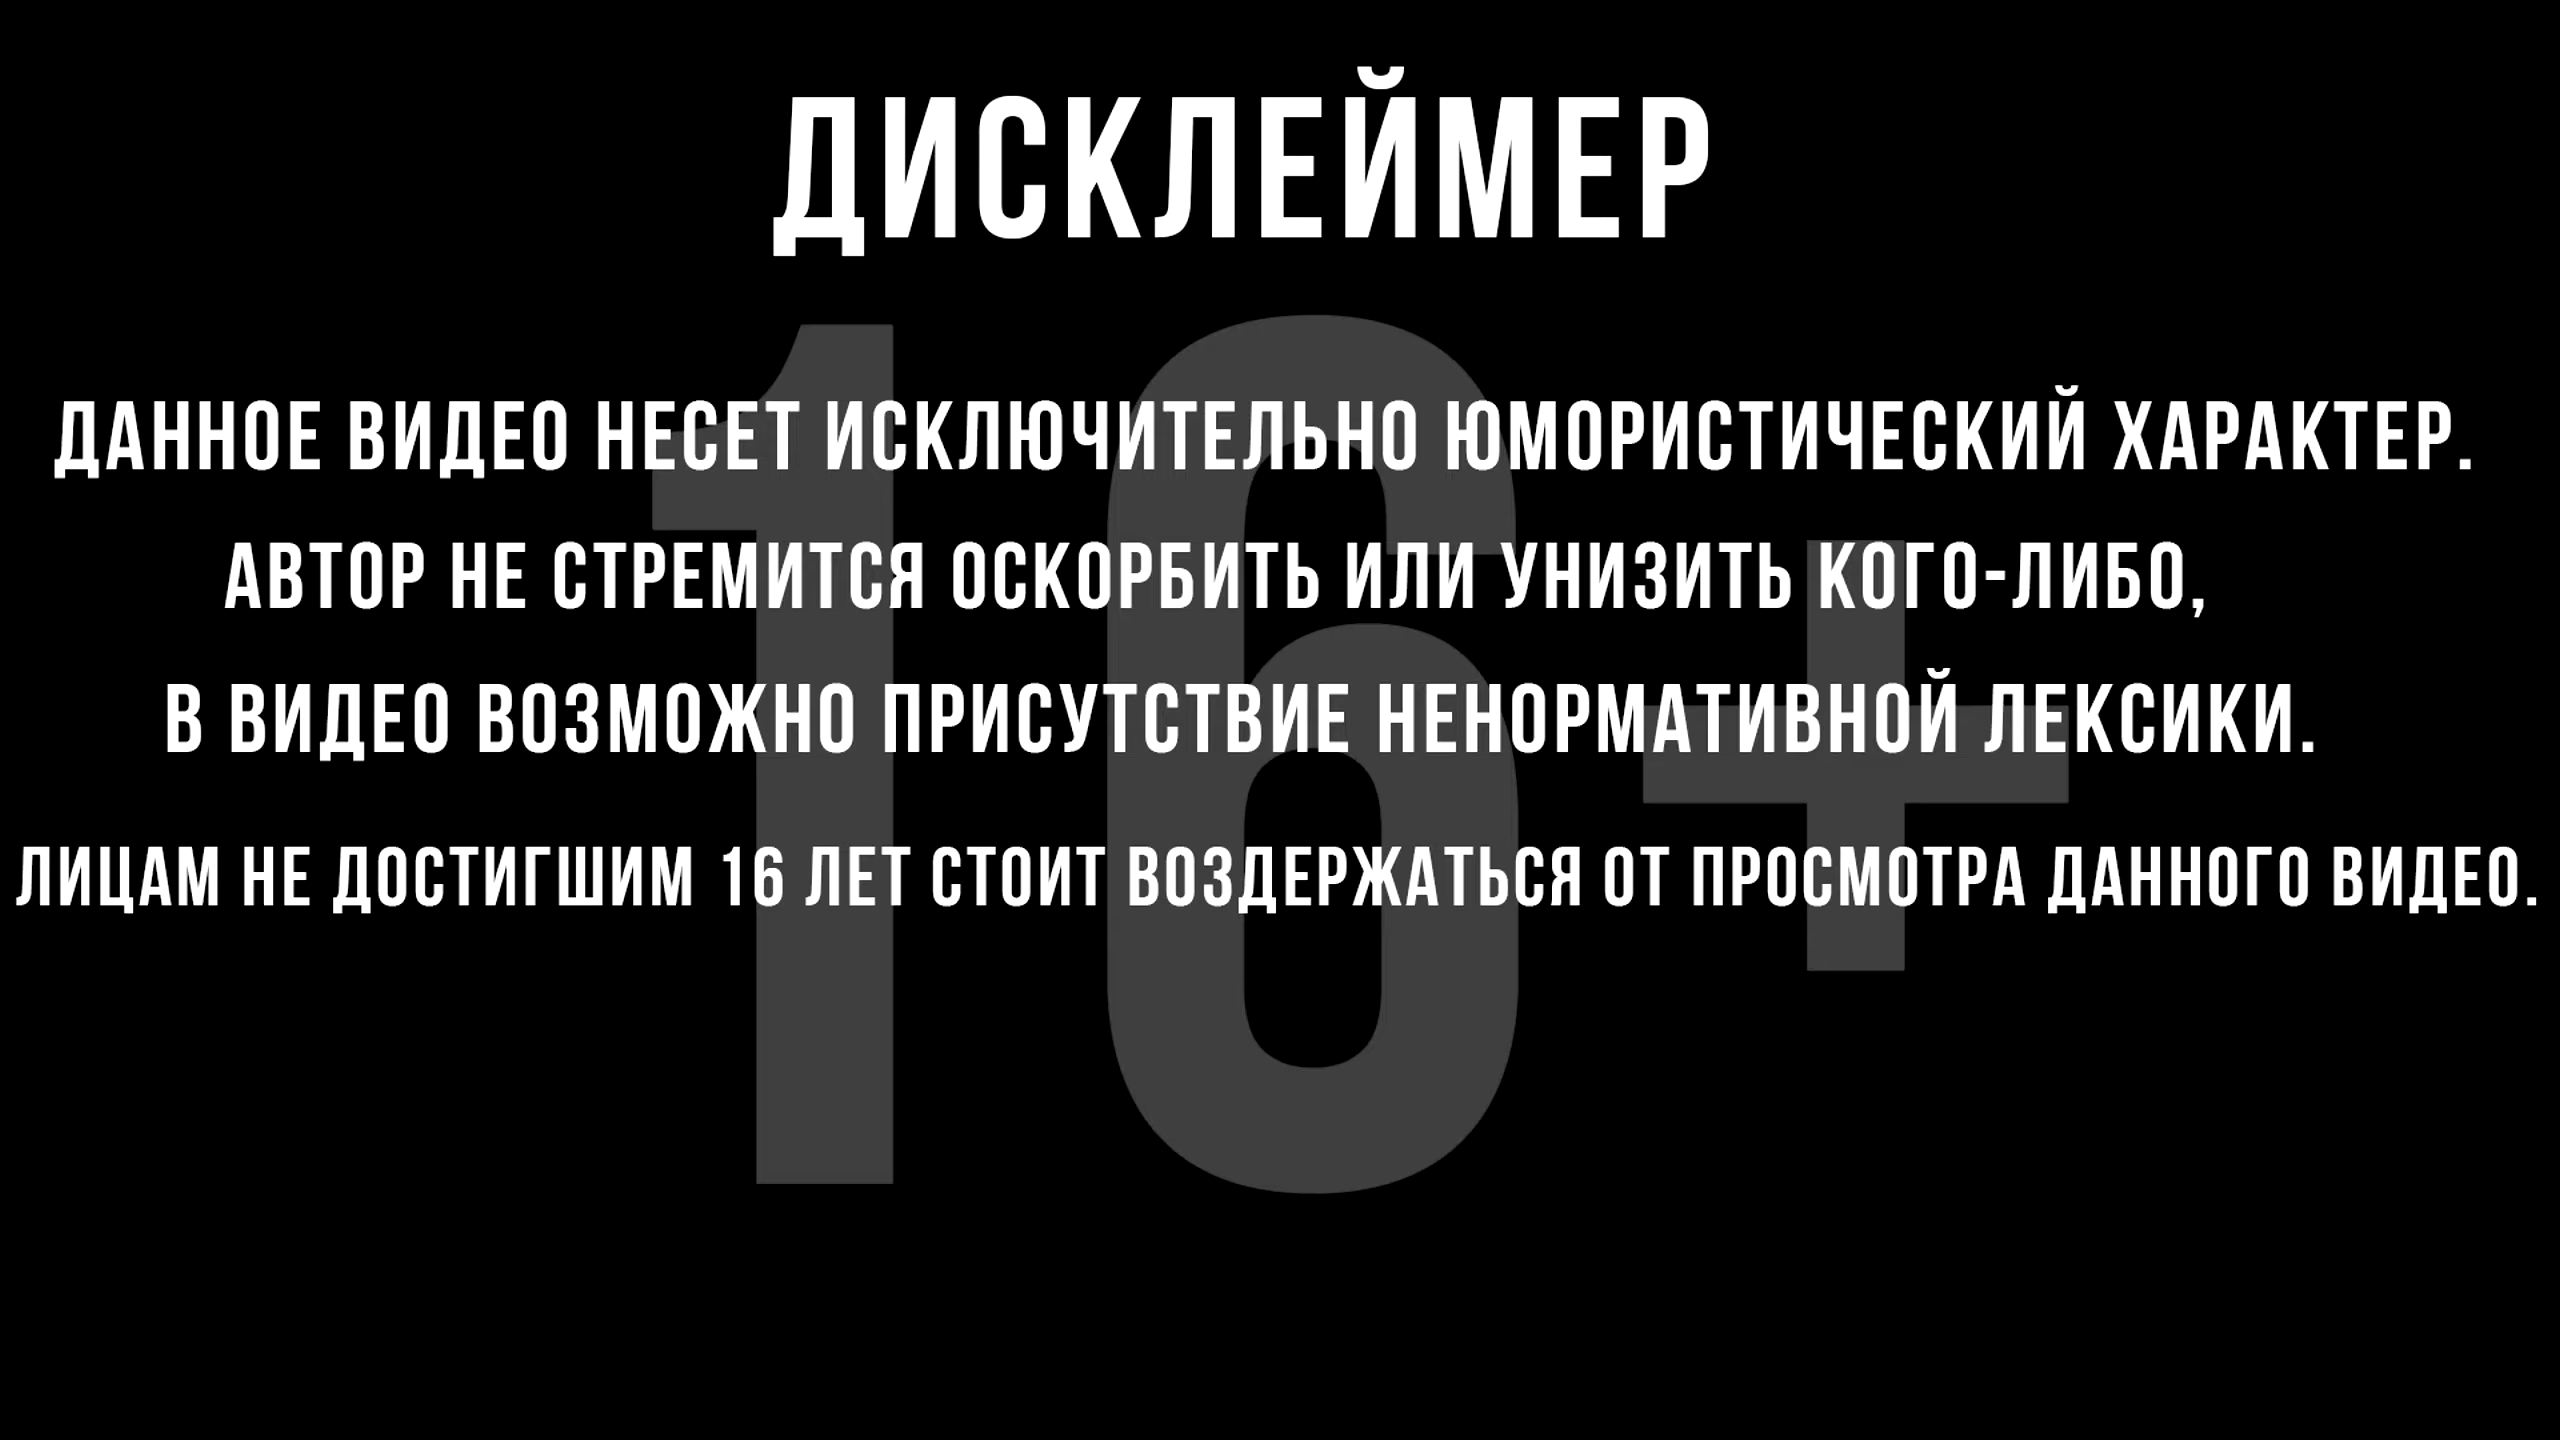 ДИСКЛЕЙМЕР
ДАННОЕ ВИДЕО НЕСЕТ ИСКЛЮЧИТЕЛЬНО ЮМОРИСТИЧЕСКИЙ ХАРАКТЕР.
АВТОР НЕ СТРЕМИТСЯ ОСКОРБИТЬ ИЛИ УНИЗИТЬ КОГО-ЛИБО,
В ВИДЕО ВОЗМОЖНО ПРИСУТСТВИЕ НЕНОРМАТИВНОЙ ЛЕКСИКИ.
ЛИЦАМ НЕ ДОСТИГШИМ 16 ЛЕТ СТОИТ ВОЗДЕРЖАТЬСЯ ОТ ПРОСМОТРА ДАННОГО ВИДЕО.
16+